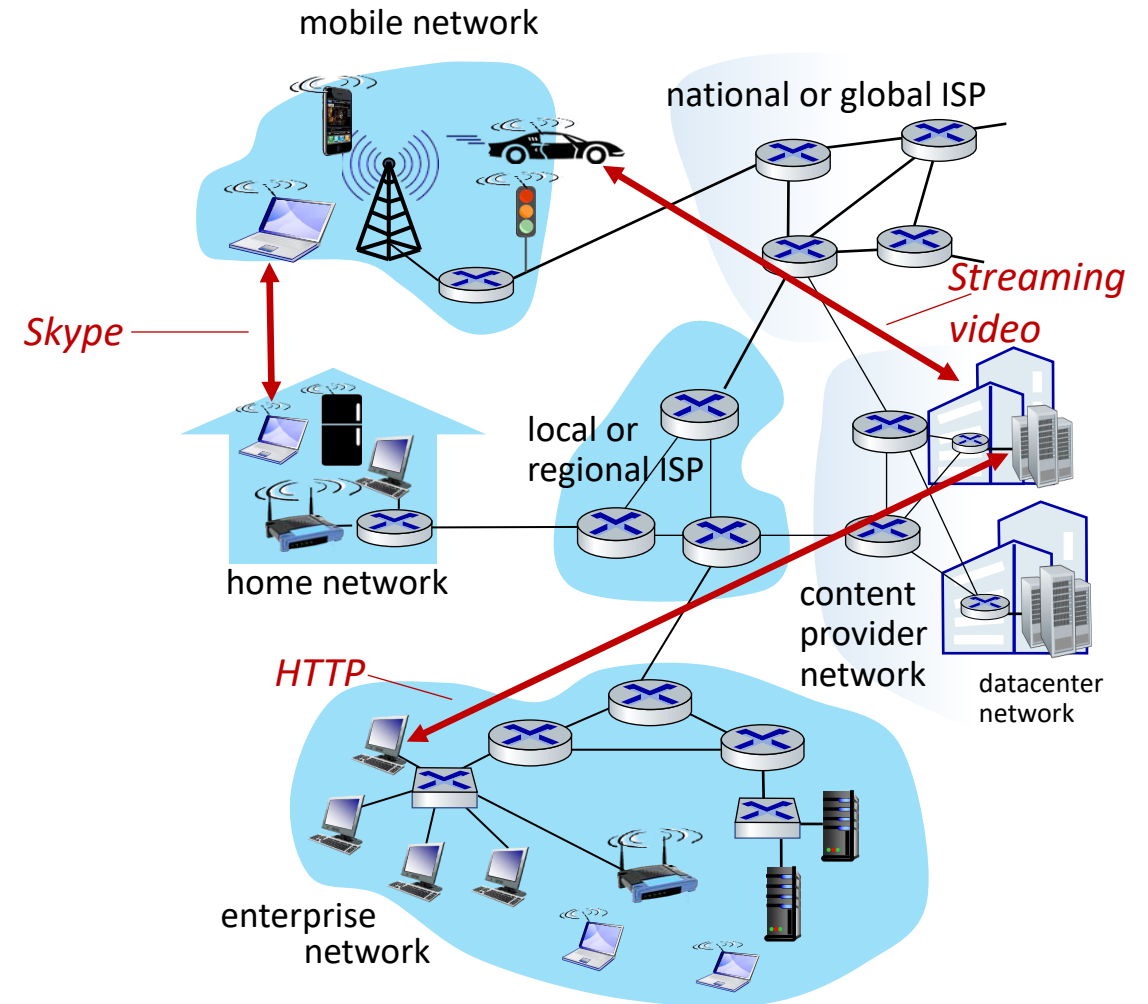 mobile network
national or global ISP
Streaming
video
Skype
local or
regional ISP
home network
content
provider
network
HTTP
datacenter
network
enterprise
network